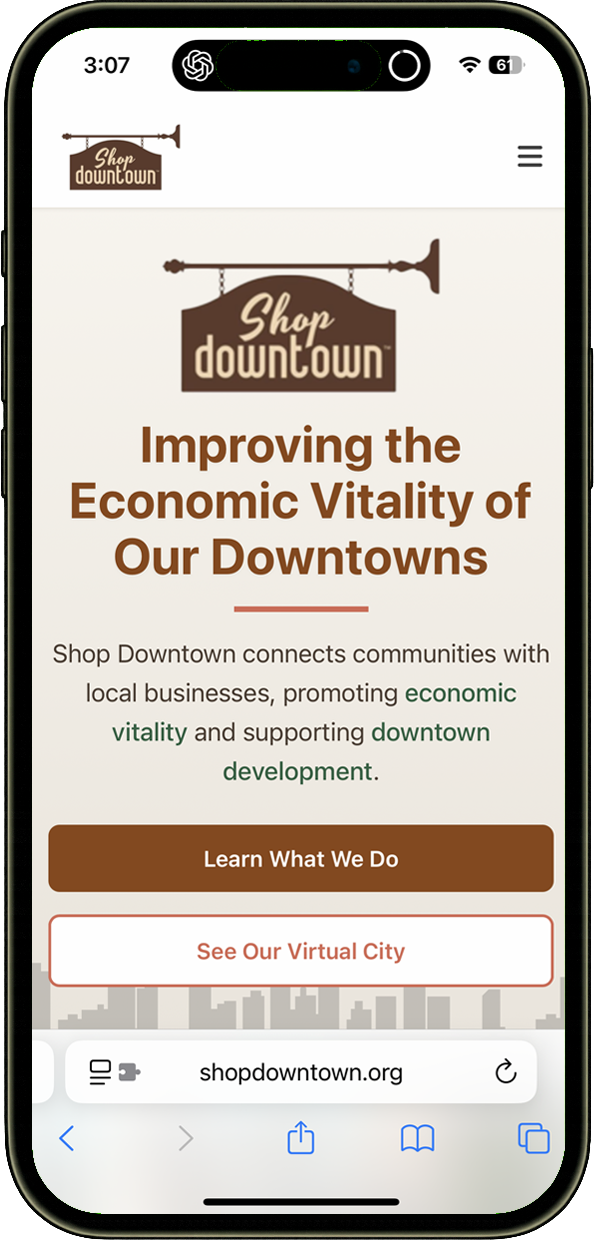 3:07
61
Shop
downtown
Shop
downtown™
Improving the
Economic Vitality of
Our Downtowns
Shop Downtown connects communities with
local businesses, promoting economic
vitality and supporting downtown
development.
Learn What We Do
See Our Virtual City
shopdowntown.org